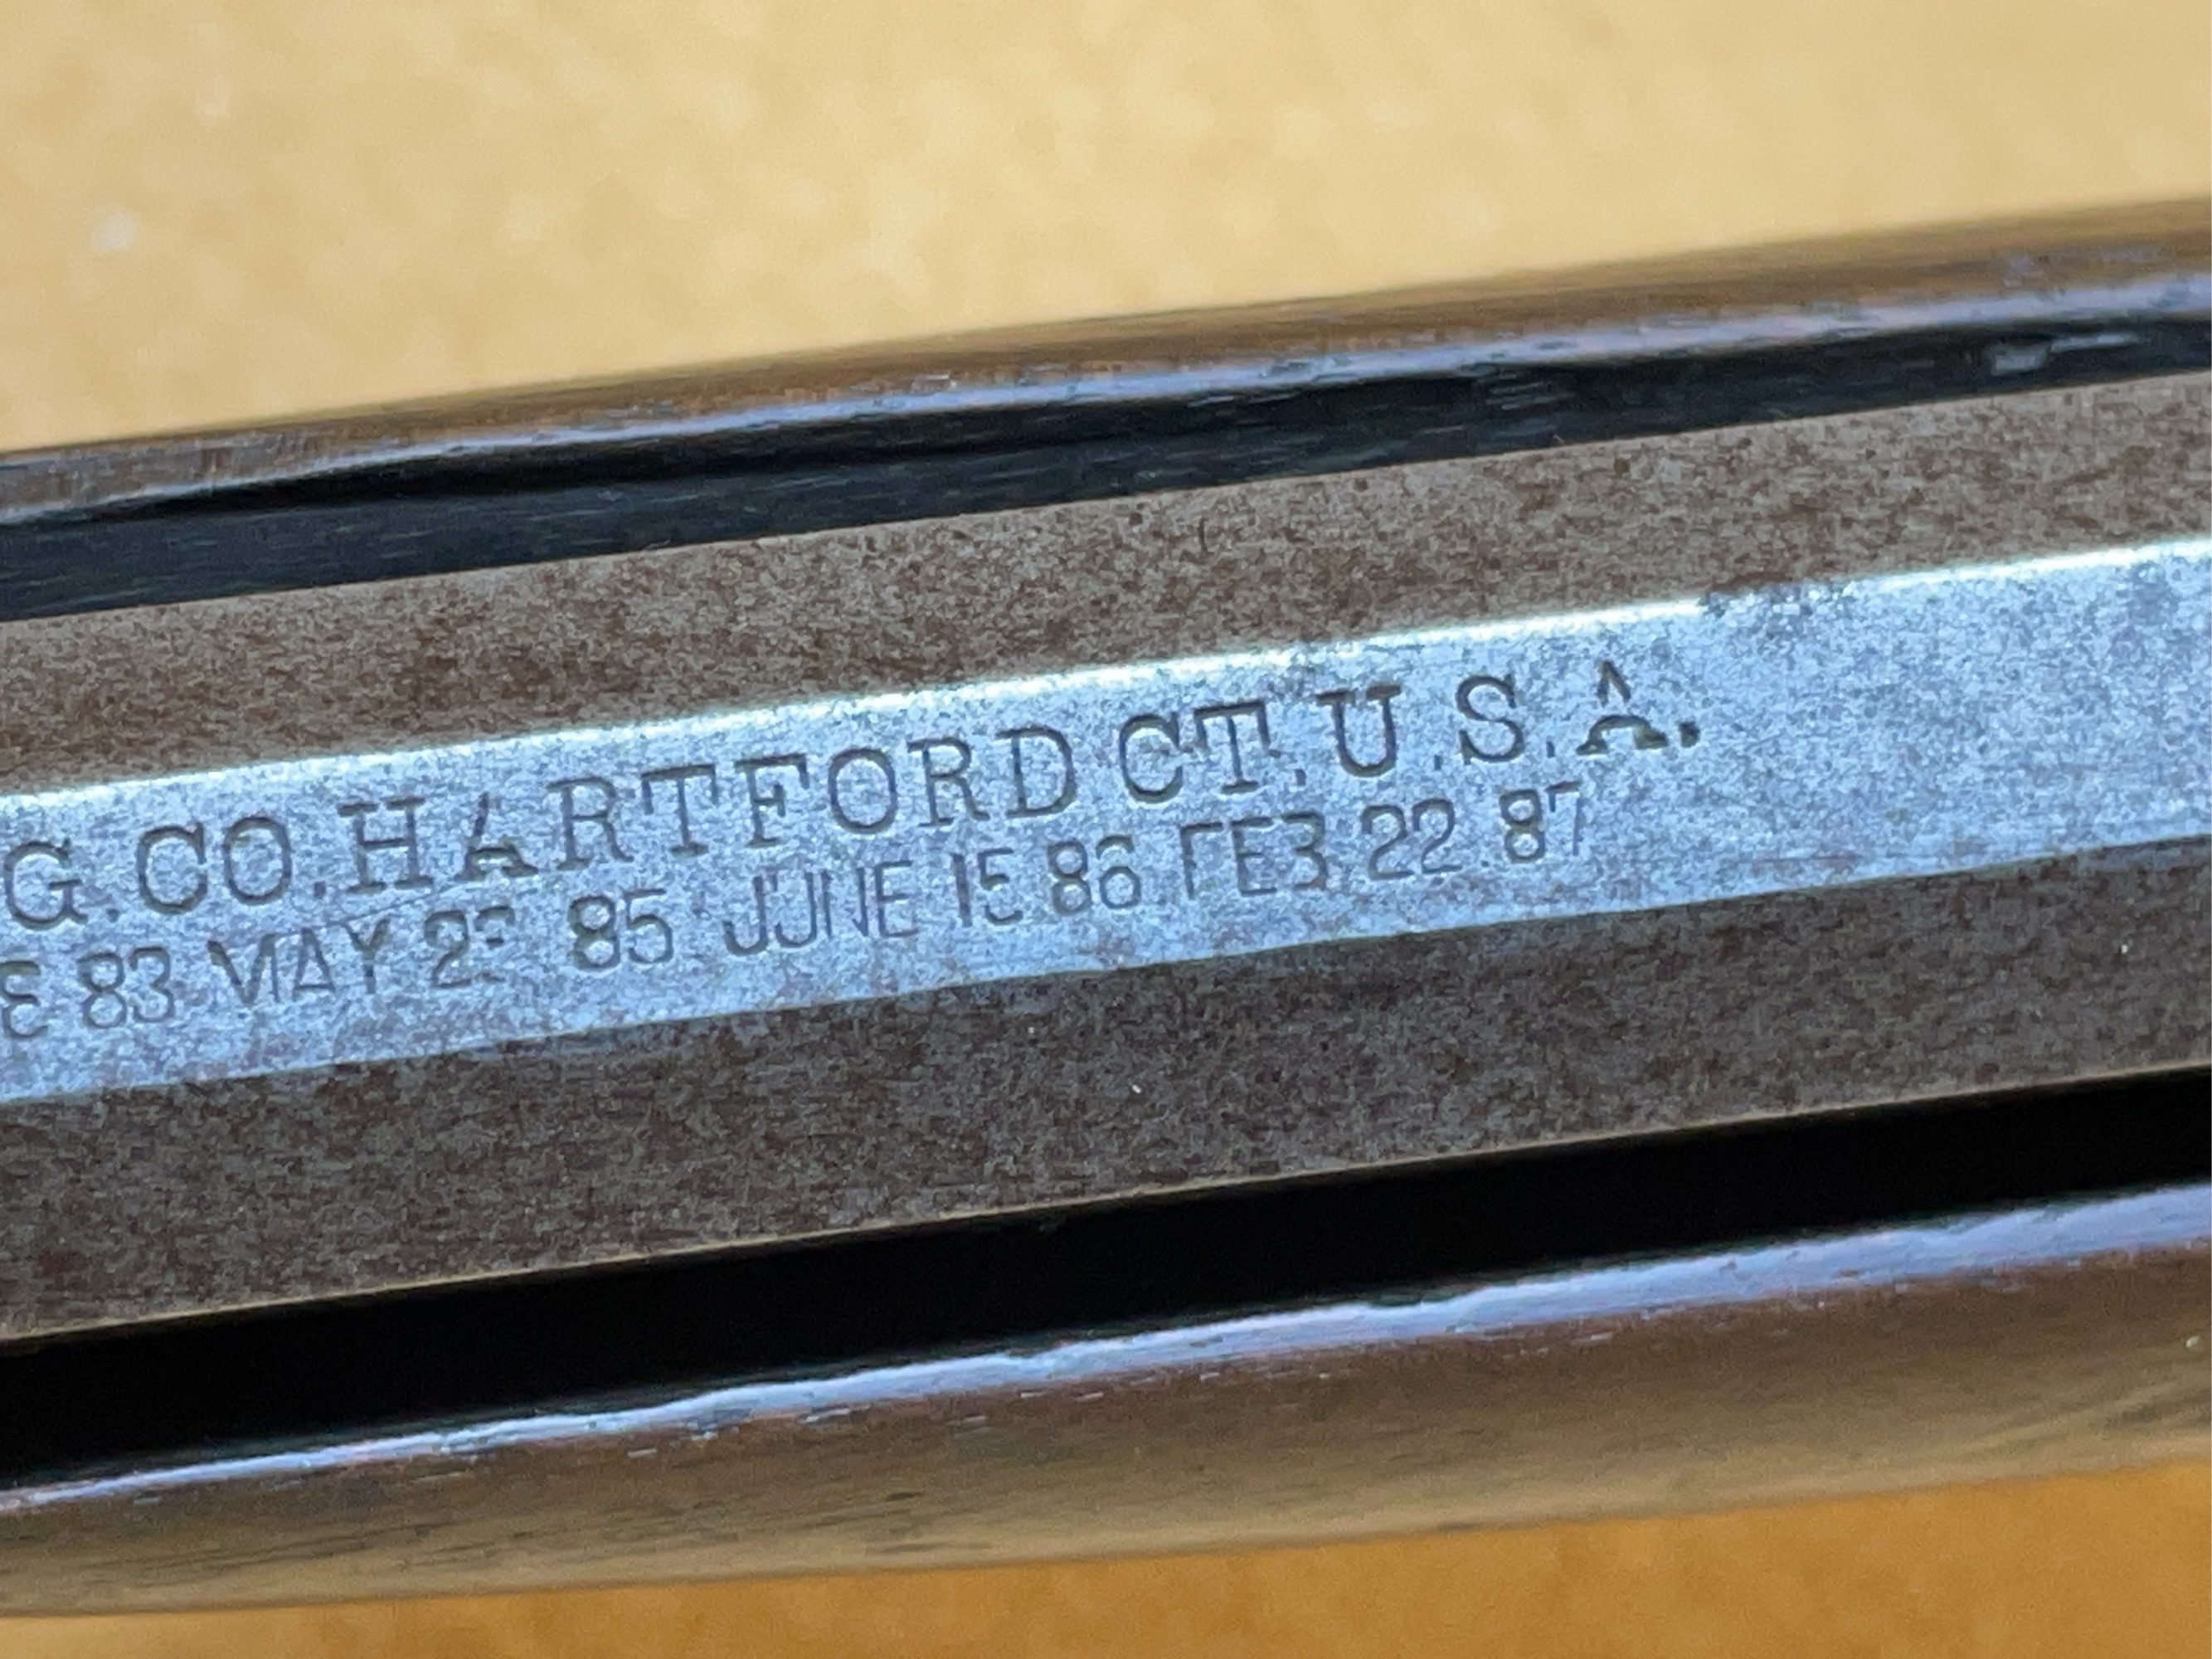 G.CO.HARTFORD CT.U.S.A.
83 MAY 85 JUNE 15 86 FEB 22 87